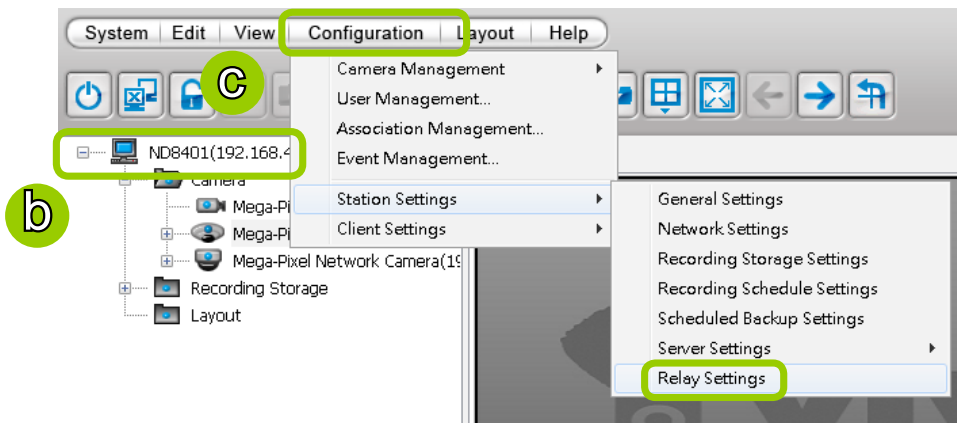 System Edit View Configuration Layout Help
C
Camera Management
User Management...
Association Management...
Event Management...
Station Settings
Client Settings
b
ND8401(192.168.4
Camera
Mega-Pi
Mega-Pi
Mega-Pixel Network Camera(19
Recording Storage
Layout
General Settings
Network Settings
Recording Storage Settings
Recording Schedule Settings
Scheduled Backup Settings
Server Settings
Relay Settings